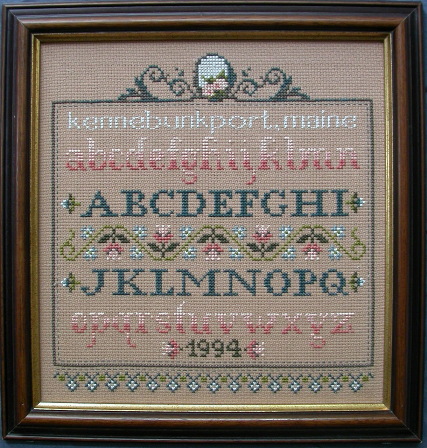 kennebunkport, maine
abcdefghijklmn
ABCDEFGHI
JKLMNOPQ
opqrstuvwxyz
1994